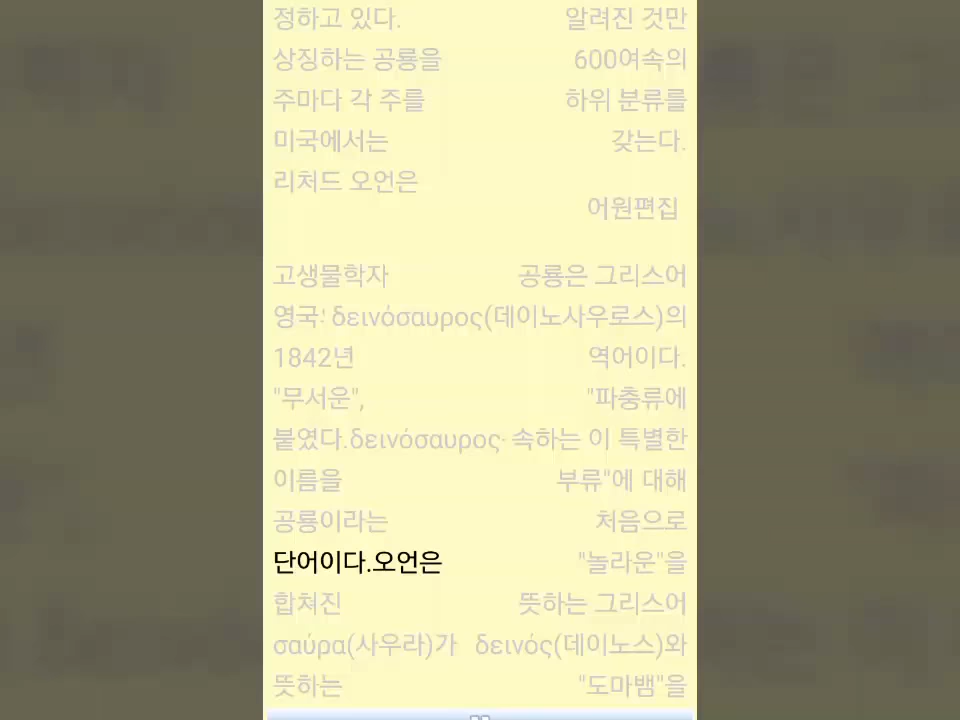 정하고 있다. 알려진 것만
상징하는 공룡을 600여속의
주마다 각 주를 하위 분류를
미국에서는 갖는다.
리처드 오언은
어원편집
고생물학자 공룡은 그리스어
영국 δεινόσαυρος(데이노사우로스)의
1842년 역어이다.
"무서운", "파충류에
붙였다.δεινόσαυρος 속하는 이 특별한
이름을 부류"에 대해
공룡이라는 처음으로
단어이다.오언은 "놀라운"을
합쳐진 뜻하는 그리스어
σαύρα(사우라)가 δεινός(데이노스)와
뜻하는 "도마뱀"을